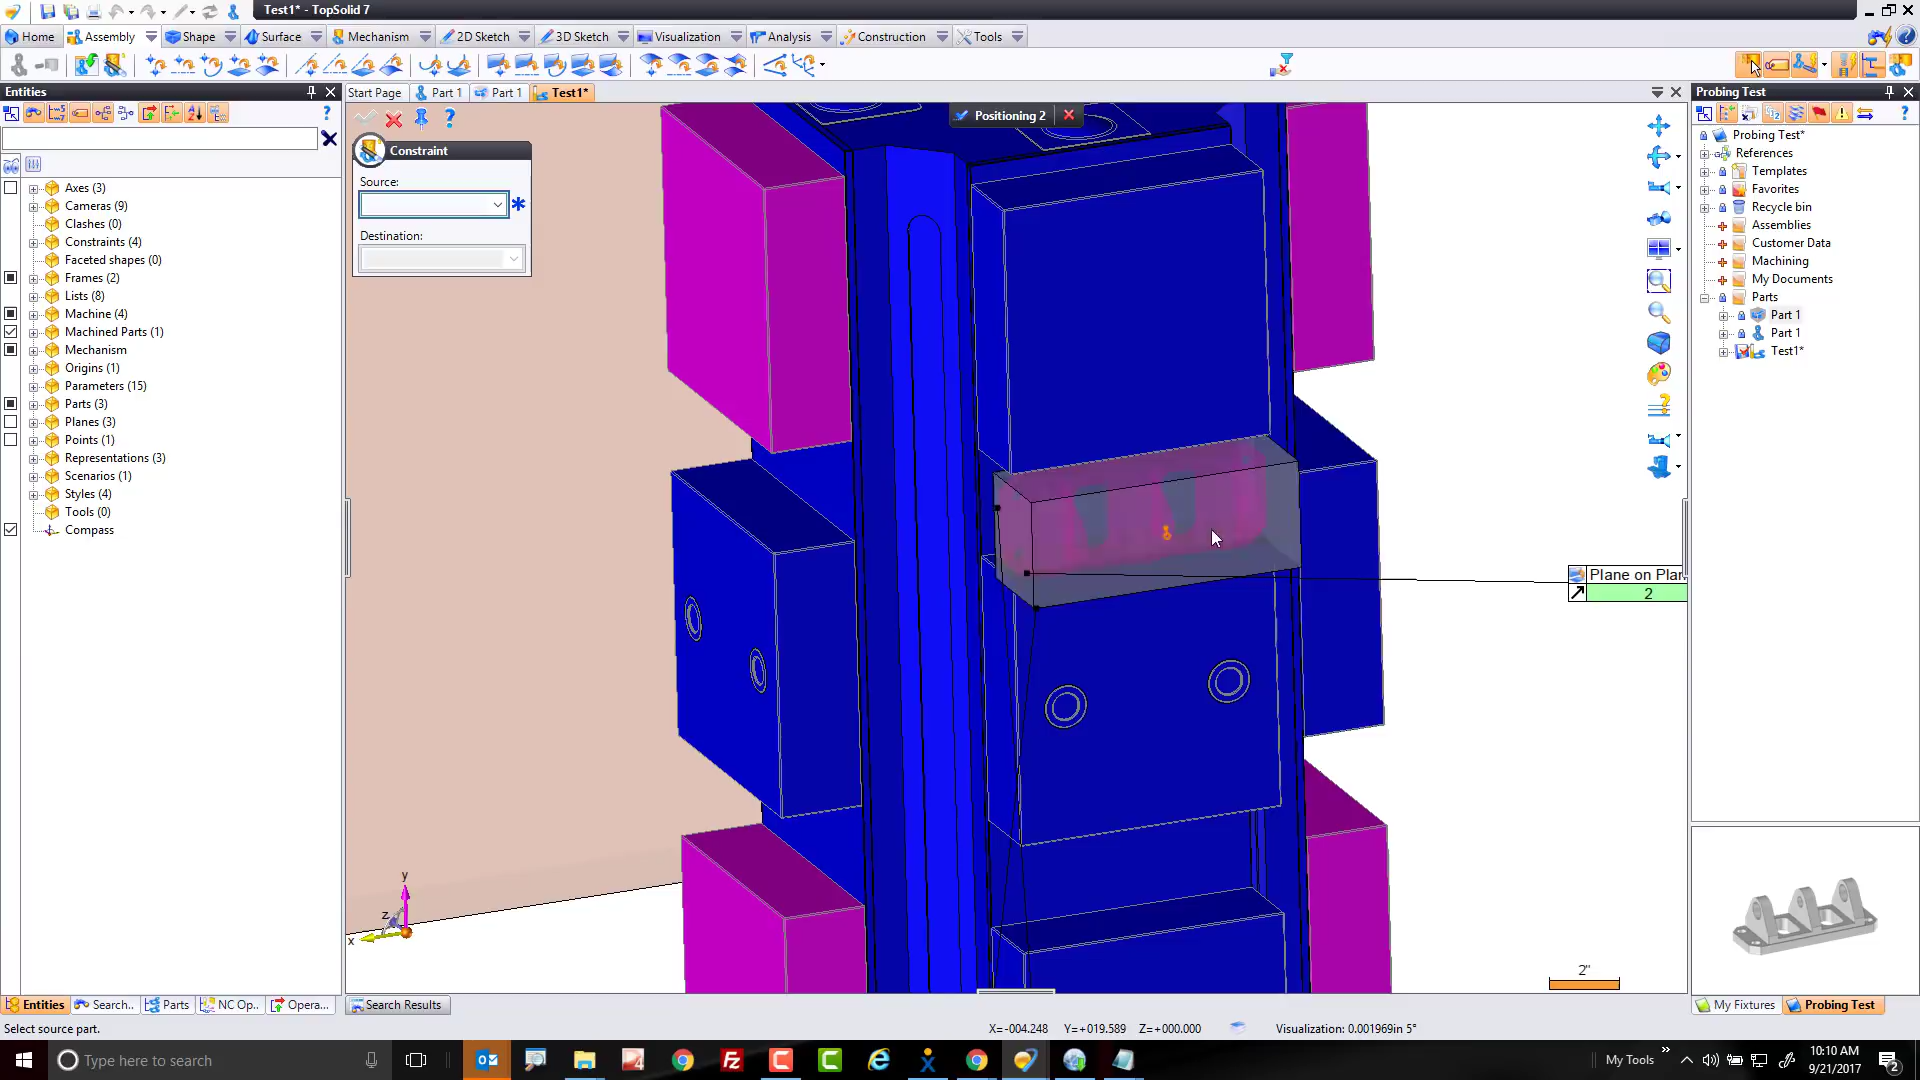 Test1* - TopSolid 7
Home
Assembly
Shape
Surface
Mechanism
2D Sketch
3D Sketch
Visualization
Analysis
Construction
Tools
Entities
Start Page
Part 1
Part 1
Test1*
Probing Test
Positioning 2
Constraint
Source:
Destination:
Axes (3)
Cameras (9)
Clashes (0)
Constraints (4)
Faceted shapes (0)
Frames (2)
Lists (8)
Machine (4)
Machined Parts (1)
Mechanism
Origins (1)
Parameters (15)
Parts (3)
Planes (3)
Points (1)
Representations (3)
Scenarios (1)
Styles (4)
Tools (0)
Compass
Probing Test*
References
Templates
Favorites
Recycle bin
Assemblies
Customer Data
Machining
My Documents
Parts
Part 1
Part 1
Test1*
Plane on Plan
2
y
z
x
2"
Entities
Search..
Parts
NC Op..
Opera...
Search Results
My Fixtures
Probing Test
Select source part.
X=-004.248 Y=+019.589 Z=+000.000
Visualization: 0.001969in 5°
Type here to search
My Tools
10:10 AM
9/21/2017
2